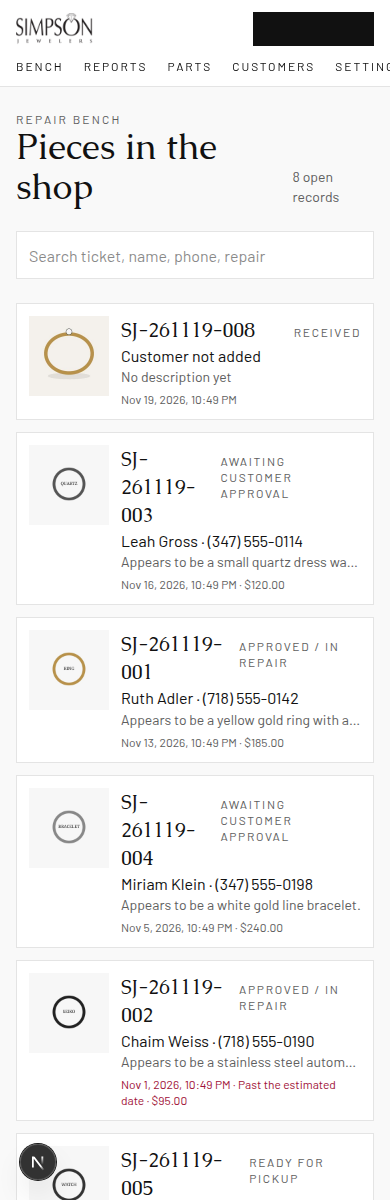 SIMPSON
JEWELERS
BENCH REPORTS PARTS CUSTOMERS SETTING
REPAIR BENCH
Pieces in the
shop
8 open
records
Search ticket, name, phone, repair
SJ-261119-008
RECEIVED
Customer not added
No description yet
Nov 19, 2026, 10:49 PM
QUARTZ
SJ-
261119-
003
AWAITING
CUSTOMER
APPROVAL
Leah Gross · (347) 555-0114
Appears to be a small quartz dress wa...
Nov 16, 2026, 10:49 PM · $120.00
RING
SJ-261119-
001
APPROVED / IN
REPAIR
Ruth Adler · (718) 555-0142
Appears to be a yellow gold ring with a...
Nov 13, 2026, 10:49 PM · $185.00
BRACELET
SJ-
261119-
004
AWAITING
CUSTOMER
APPROVAL
Miriam Klein · (347) 555-0198
Appears to be a white gold line bracelet.
Nov 5, 2026, 10:49 PM · $240.00
SJ-261119-
002
APPROVED / IN
REPAIR
Chaim Weiss · (718) 555-0190
Appears to be a stainless steel autom...
Nov 1, 2026, 10:49 PM · Past the estimated
date · $95.00
WATCH
SJ-261119-
005
READY FOR
PICKUP
N